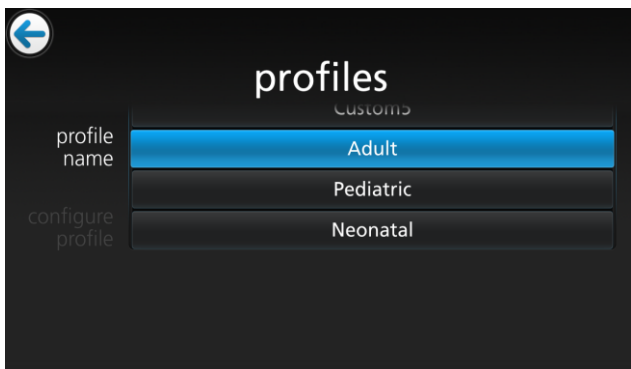 profiles
Custom5
profile
name
Adult
Pediatric
configure
profile
Neonatal